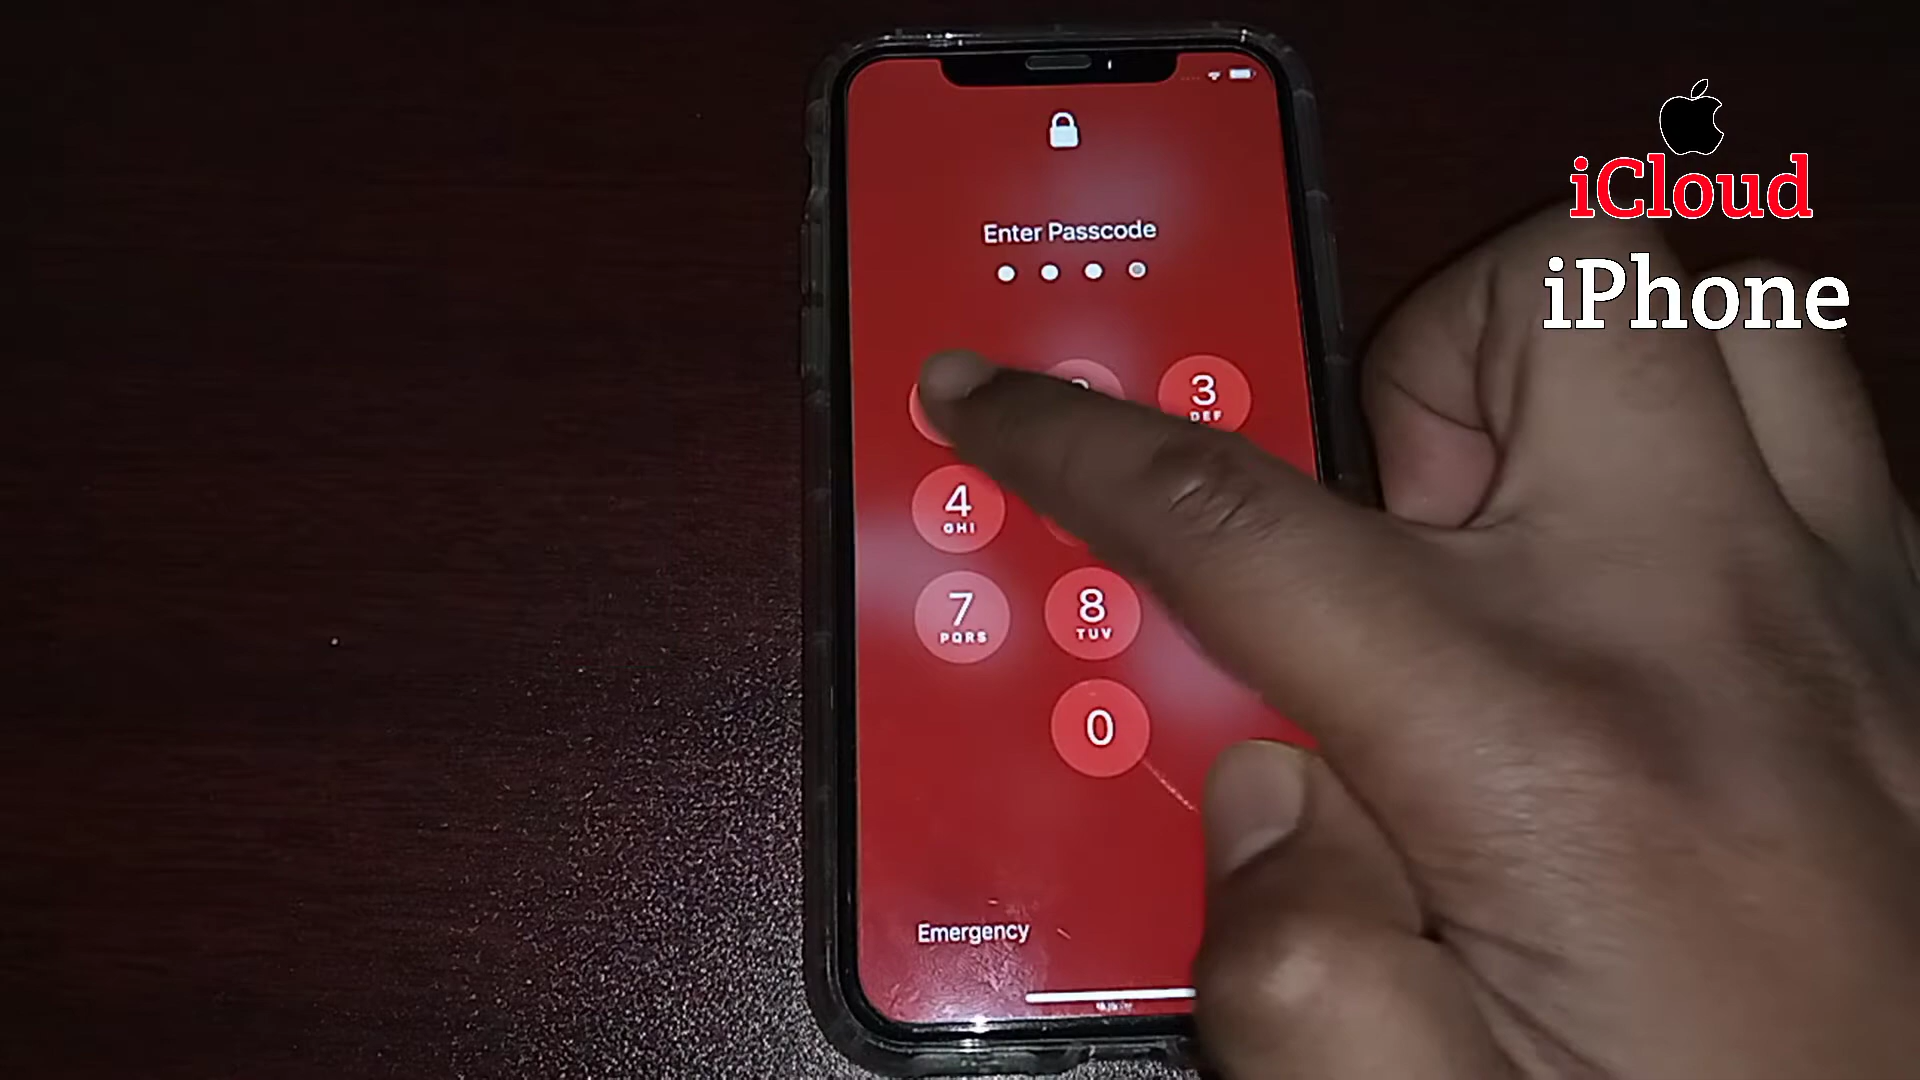 iCloud
iPhone
Enter Passcode
3
DEF
4
GHI
7
PQRS
8
TUV
0
Emergency